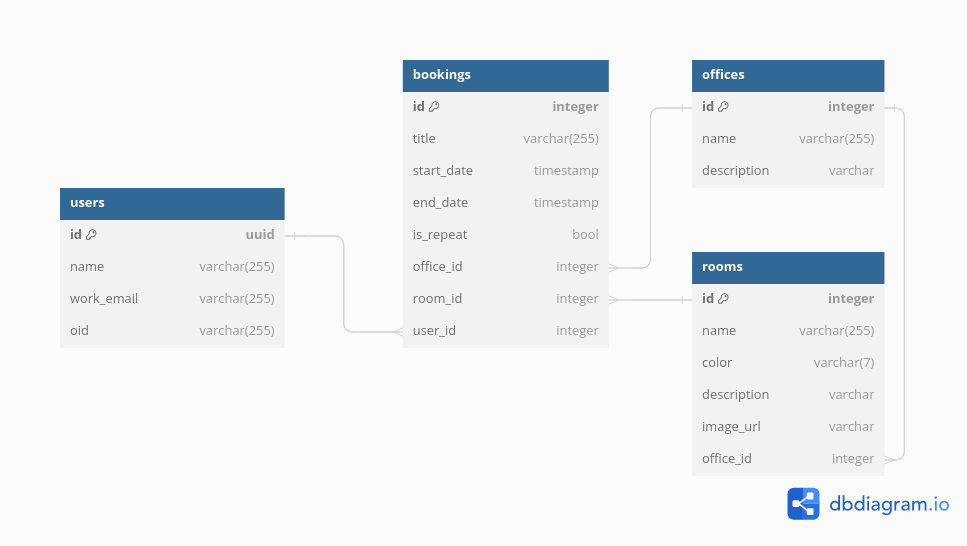 users
id uuid
name varchar(255)
work_email varchar(255)
oid varchar(255)
bookings
id integer
title varchar(255)
start_date timestamp
end_date timestamp
is_repeat bool
office_id integer
room_id integer
user_id integer
offices
id integer
name varchar(255)
description varchar
rooms
id integer
name varchar(255)
color varchar(7)
description varchar
image_url varchar
office_id integer
dbdiagram.io